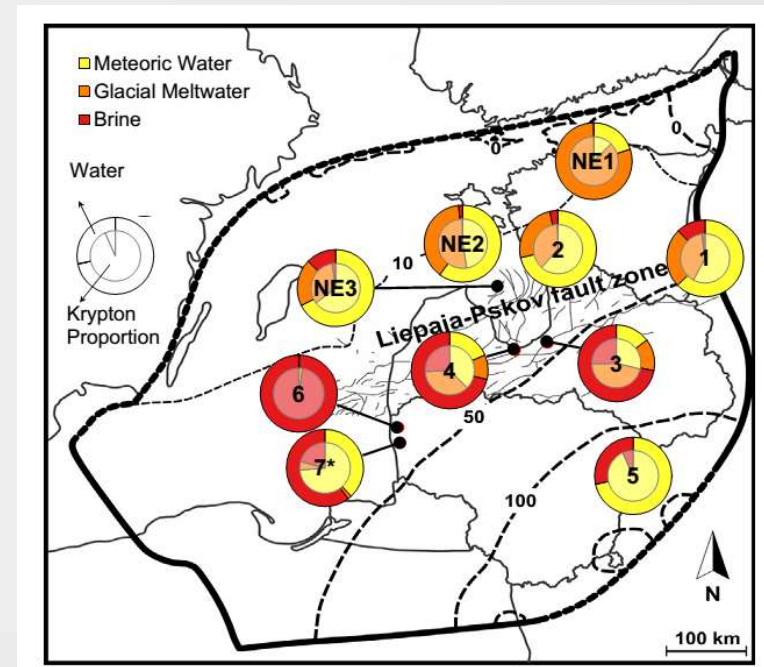 Meteoric Water
Glacial Meltwater
Brine
Water
Krypton
Proportion
0
0
NE1
NE2
2
1
10
NE3
Liepaja-Pskov fault zone
4
3
6
50
7*
5
100
N
100 km